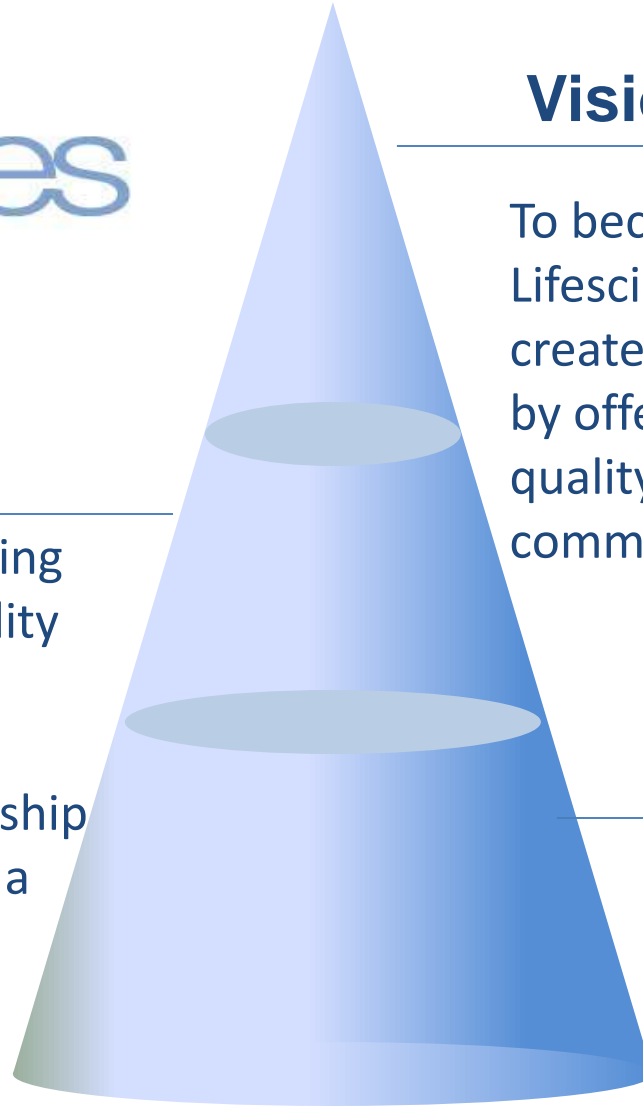 es
Visi
To bec
Lifesci
create
by offe
quality
comm
ing
lity
ship
a